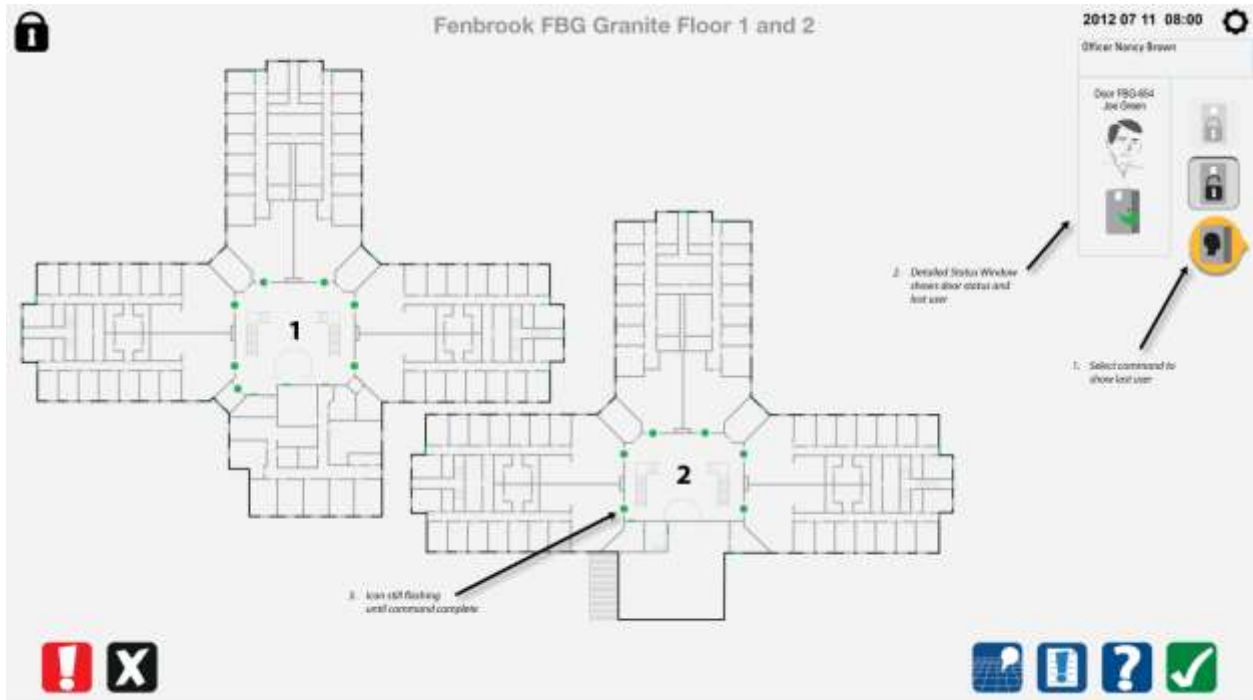 Fenbrook FBG Granite Floor 1 and 2
2012 07 11 08:00
Officer Nancy Brown
Door FBG-654
Joe Green
1
2
2. Detailed Status Window
shows door status and
last user
1. Select command to
show last user
3. Icon still flashing
until command complete